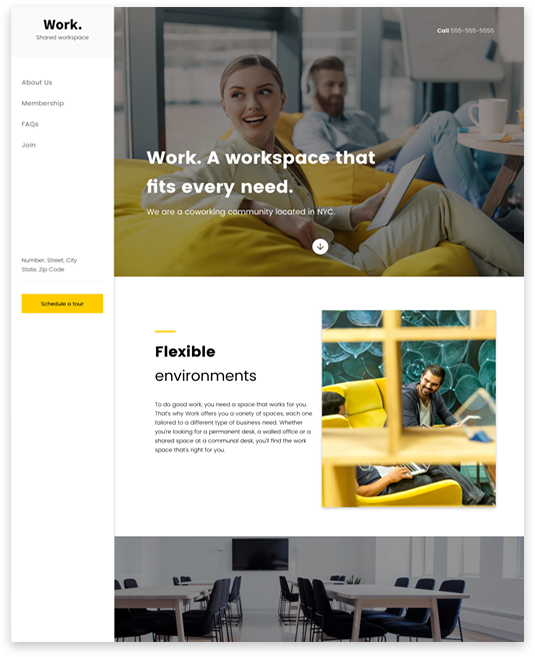 Work.
Shared workspace
About Us
Membership
FAQs
Join
Number, Street, City
State, Zip Code
Schedule a tour
Call 555-555-5555
Work. A workspace that
fits every need.
We are a coworking community located in NYC.
Flexible
environments
To do good work, you need a space that works for you.
That's why Work offers you a variety of spaces, each one
tailored to a different type of business need. Whether
you're looking for a permanent desk, a walled office or a
shared space at a communal desk, you'll find the work
space that's right for you.